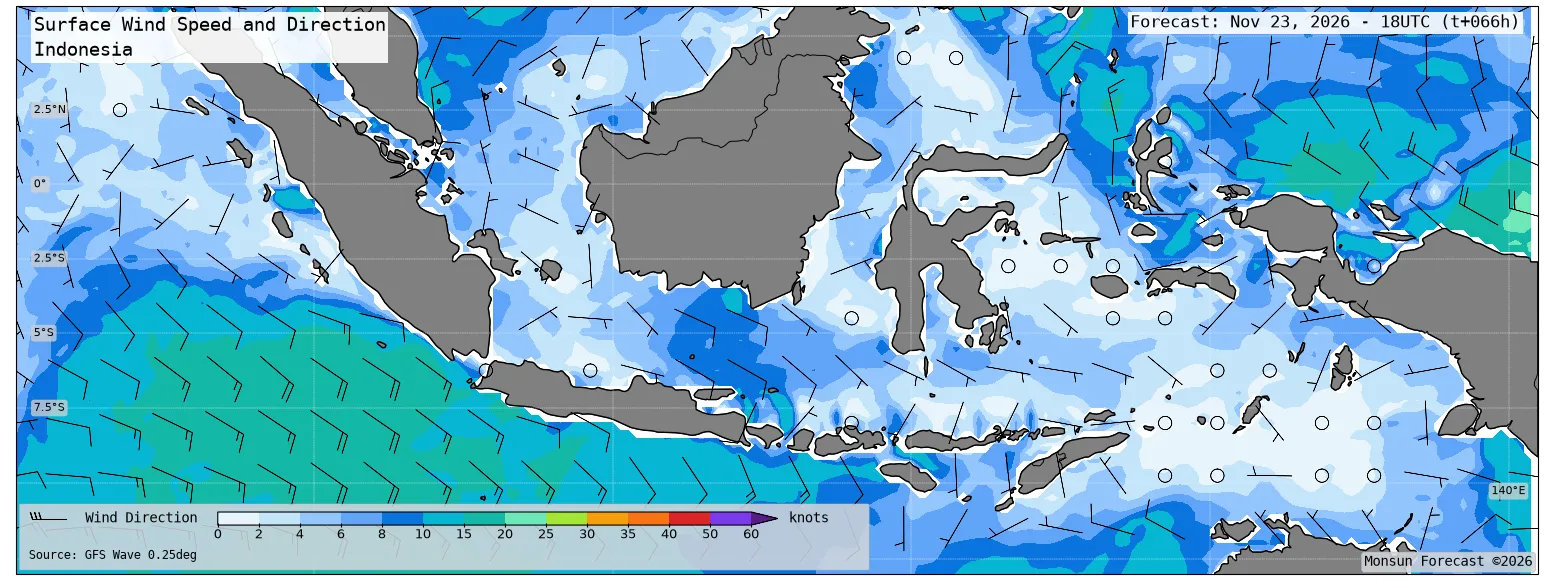 Surface Wind Speed and Direction
Indonesia
Forecast: Nov 23, 2026 - 18UTC (t+066h)
2.5°N
0°
2.5°S
5°S
7.5°S
140°E
Wind Direction
knots
0 2 4 6 8 10 15 20 25 30 35 40 50 60
Source: GFS Wave 0.25deg
Monsun Forecast ©2026